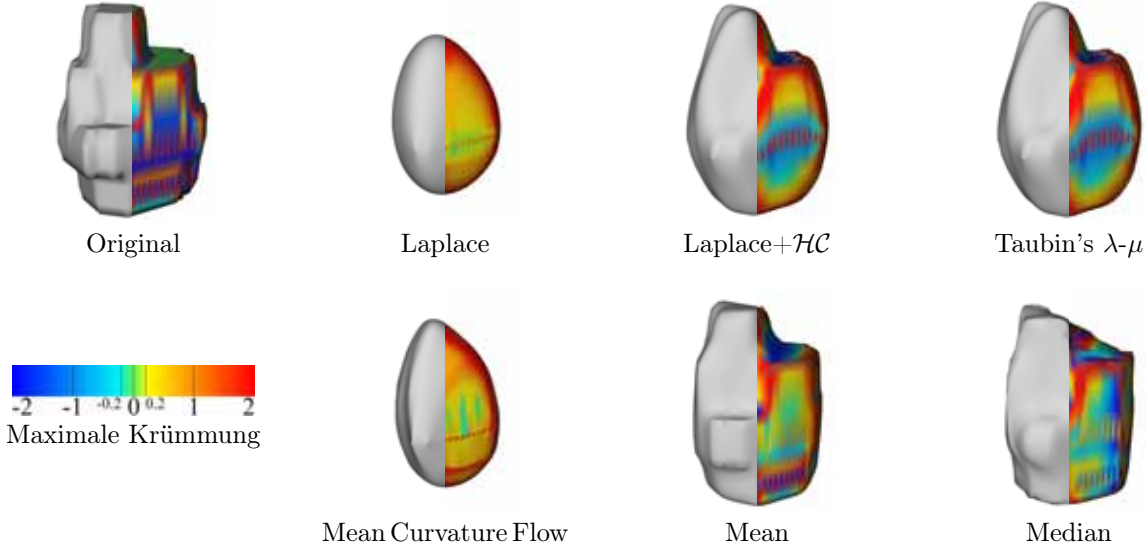 Original
Laplace
Laplace+HC
Taubin's λ-μ
-2 -1 -0.2 0 0.2 1 2
Maximale Krümmung
Mean Curvature Flow
Mean
Median